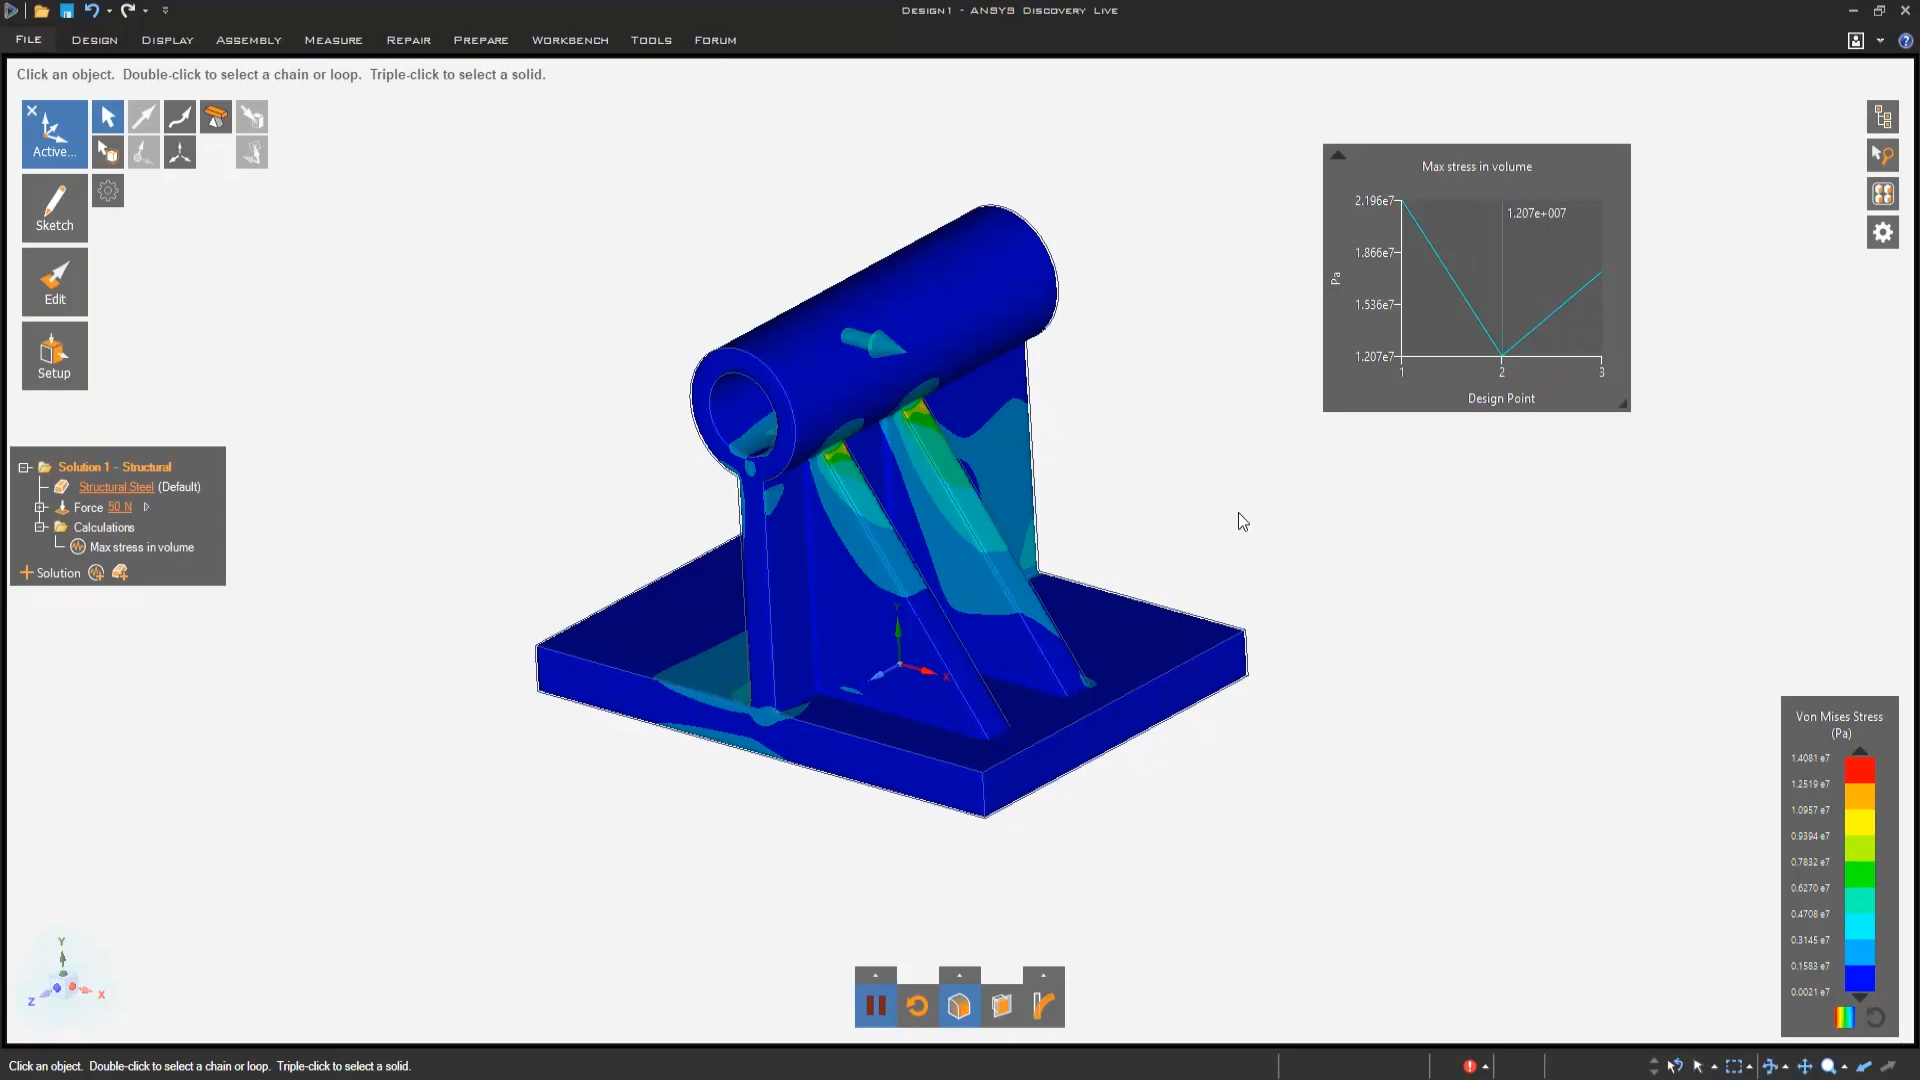 Design1 - ANSYS Discovery Live
FILE DESIGN DISPLAY ASSEMBLY MEASURE REPAIR PREPARE WORKBENCH TOOLS FORUM
?
Click an object. Double-click to select a chain or loop. Triple-click to select a solid.
Active...
Sketch
Edit
Setup
Max stress in volume
2.196e7
1.207e+007
1.866e7
Pa
1.536e7
1.207e7
1 2 3
Design Point
Solution 1 - Structural
Structural Steel (Default)
Force 50 N
Calculations
Max stress in volume
Solution
Y
X
Von Mises Stress
(Pa)
1.4081 e7
1.2519 e7
1.0957 e7
0.9394 e7
0.7832 e7
0.6270 e7
0.4708 e7
0.3145 e7
0.1583 e7
0.0021 e7
Y
Z X
Click an object. Double-click to select a chain or loop. Triple-click to select a solid.